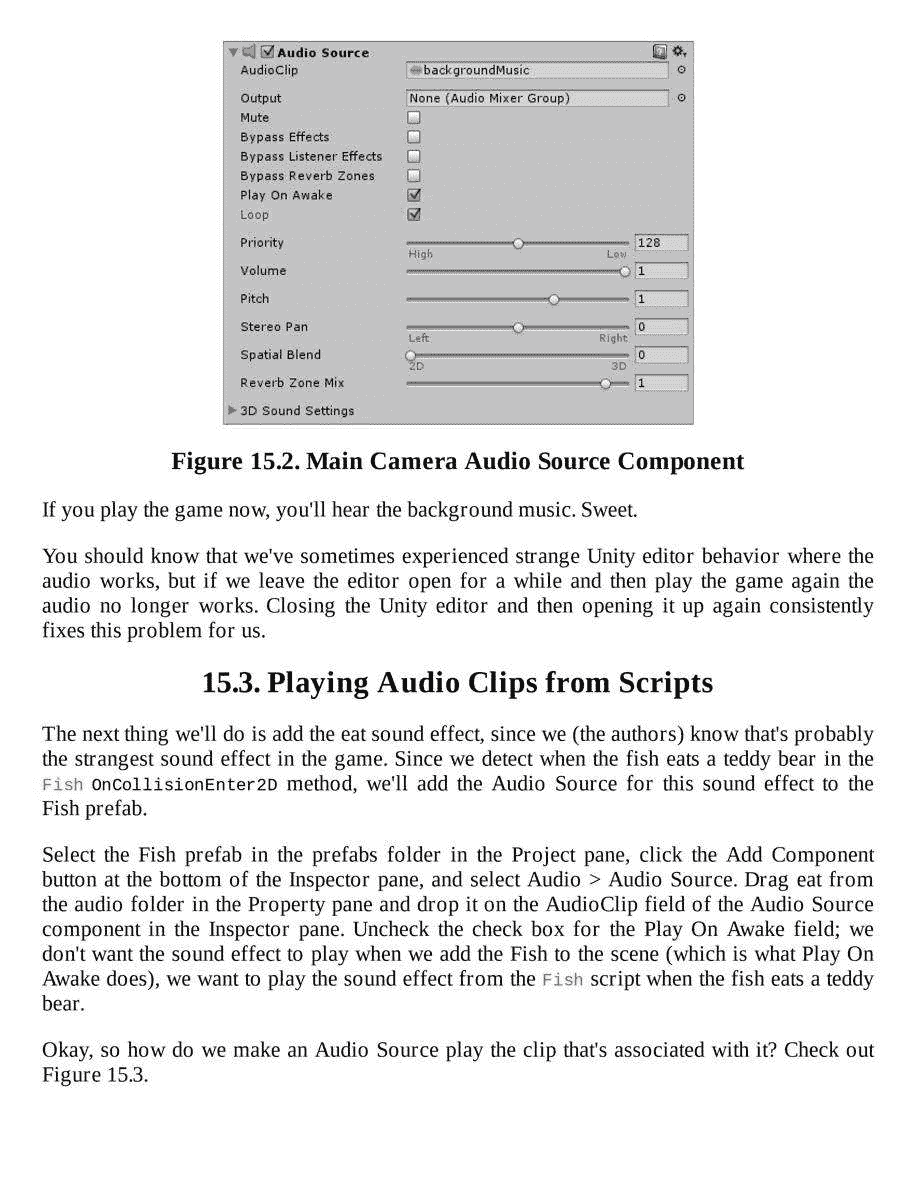 Audio Source
AudioClip backgroundMusic
Output None (Audio Mixer Group)
Mute
Bypass Effects
Bypass Listener Effects
Bypass Reverb Zones
Play On Awake
Loop
Priority 128
High Low
Volume 1
Pitch 1
Stereo Pan 0
Left Right
Spatial Blend 0
2D 3D
Reverb Zone Mix 1
3D Sound Settings
Figure 15.2. Main Camera Audio Source Component
If you play the game now, you'll hear the background music. Sweet.
You should know that we've sometimes experienced strange Unity editor behavior where the
audio works, but if we leave the editor open for a while and then play the game again the
audio no longer works. Closing the Unity editor and then opening it up again consistently
fixes this problem for us.
15.3. Playing Audio Clips from Scripts
The next thing we'll do is add the eat sound effect, since we (the authors) know that's probably
the strangest sound effect in the game. Since we detect when the fish eats a teddy bear in the
Fish OnCollisionEnter2D method, we'll add the Audio Source for this sound effect to the
Fish prefab.
Select the Fish prefab in the prefabs folder in the Project pane, click the Add Component
button at the bottom of the Inspector pane, and select Audio > Audio Source. Drag eat from
the audio folder in the Property pane and drop it on the AudioClip field of the Audio Source
component in the Inspector pane. Uncheck the check box for the Play On Awake field; we
don't want the sound effect to play when we add the Fish to the scene (which is what Play On
Awake does), we want to play the sound effect from the Fish script when the fish eats a teddy
bear.
Okay, so how do we make an Audio Source play the clip that's associated with it? Check out
Figure 15.3.